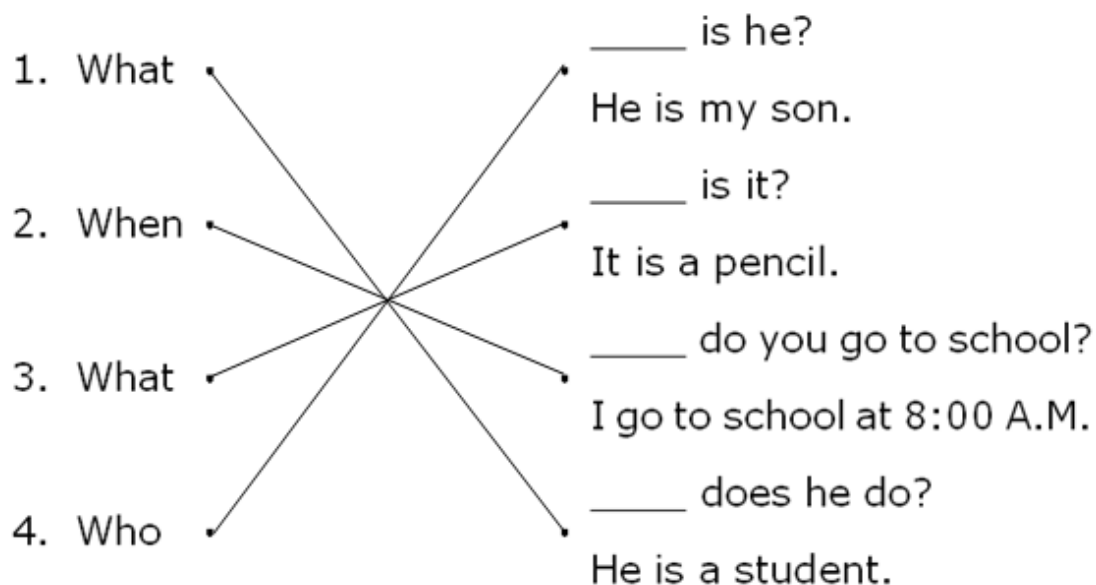 _____ is he?
1. What
He is my son.
_____ is it?
2. When
It is a pencil.
_____ do you go to school?
3. What
I go to school at 8:00 A.M.
_____ does he do?
4. Who
He is a student.